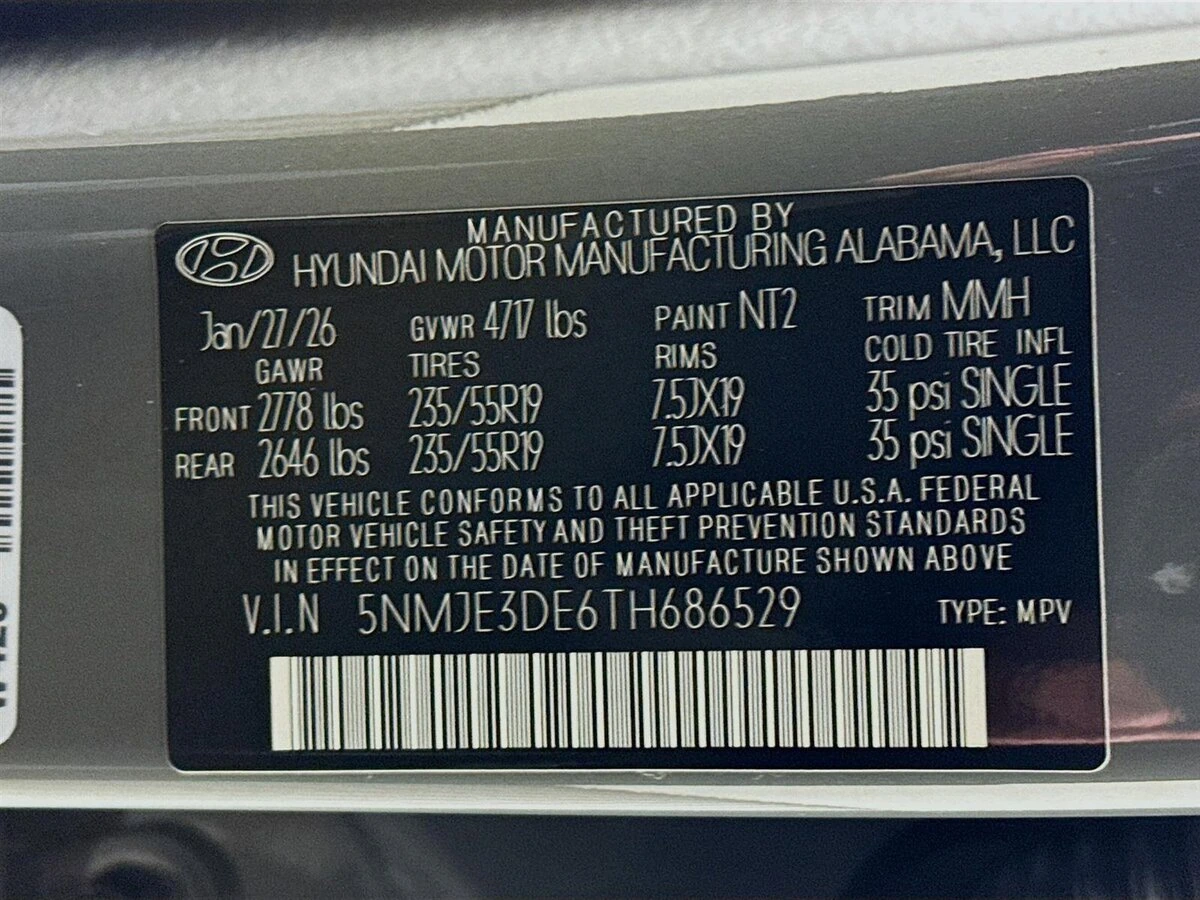 MANUFACTURED BY
HYUNDAI MOTOR MANUFACTURING ALABAMA, LLC
Jan/27/26 GVWR 4717 lbs PAINT NT2 TRIM MMH
GAWR TIRES RIMS COLD TIRE INFL
FRONT 2778 lbs 235/55R19 7.5JX19 35 psi SINGLE
REAR 2646 lbs 235/55R19 7.5JX19 35 psi SINGLE
THIS VEHICLE CONFORMS TO ALL APPLICABLE U.S.A. FEDERAL
MOTOR VEHICLE SAFETY AND THEFT PREVENTION STANDARDS
IN EFFECT ON THE DATE OF MANUFACTURE SHOWN ABOVE
V.I.N 5NMJE3DE6TH686529 TYPE: MPV